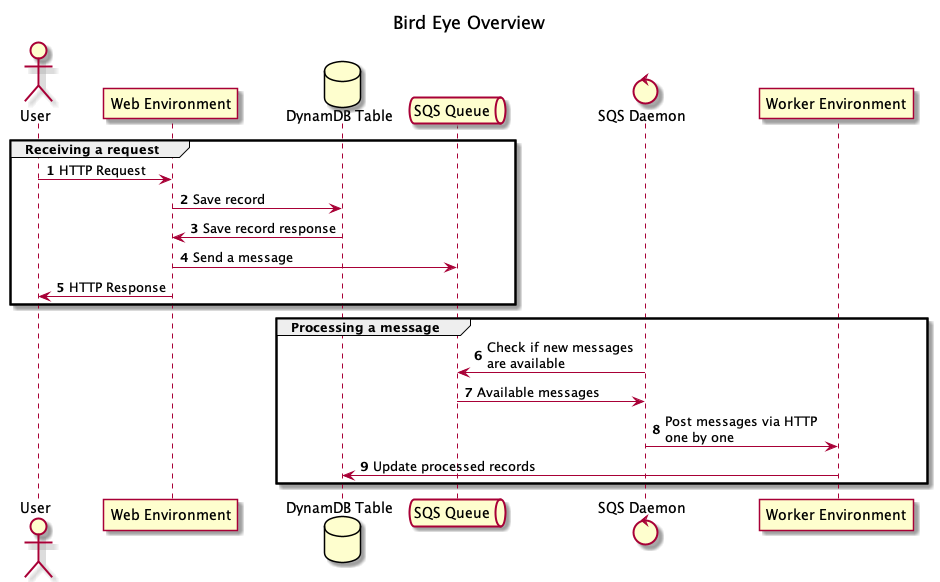 Bird Eye Overview
User
Web Environment
DynamDB Table
SQS Queue
SQS Daemon
Worker Environment
Receiving a request
1 HTTP Request
2 Save record
3 Save record response
4 Send a message
5 HTTP Response
Processing a message
6 Check if new messages
are available
7 Available messages
8 Post messages via HTTP
one by one
9 Update processed records
User
Web Environment
DynamDB Table
SQS Queue
SQS Daemon
Worker Environment